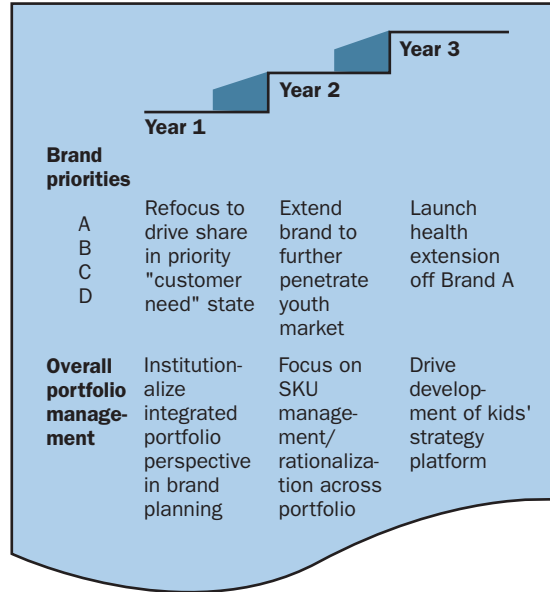 Year 3
Year 2
Year 1
Brand
priorities
A
B
C
D
Refocus to
drive share
in priority
"customer
need" state
Extend
brand to
further
penetrate
youth
market
Launch
health
extension
off Brand A
Overall
portfolio
manage-
ment
Institution-
alize
integrated
portfolio
perspective
in brand
planning
Focus on
SKU
manage-
ment/
rationaliza-
tion across
portfolio
Drive
develop-
ment of kids'
strategy
platform